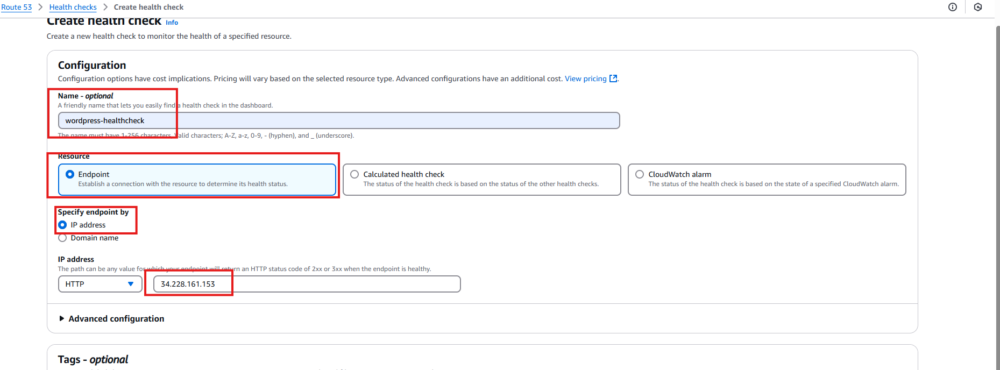 Route 53 > Health checks > Create health check
Create health check Info
Create a new health check to monitor the health of a specified resource.
Configuration
Configuration options have cost implications. Pricing will vary based on the selected resource type. Advanced configurations have an additional cost. View pricing.
Name - optional
A friendly name that lets you easily find a health check in the dashboard.
wordpress-healthcheck
The name must have 1-256 characters. Valid characters; A-Z, a-z, 0-9, - (hyphen), and _ (underscore).
Resource
Endpoint
Establish a connection with the resource to determine its health status.
Calculated health check
The status of the health check is based on the status of the other health checks.
CloudWatch alarm
The status of the health check is based on the state of a specified CloudWatch alarm.
Specify endpoint by
IP address
Domain name
IP address
The path can be any value for which your endpoint will return an HTTP status code of 2xx or 3xx when the endpoint is healthy.
HTTP
34.228.161.153
Advanced configuration
Tags - optional